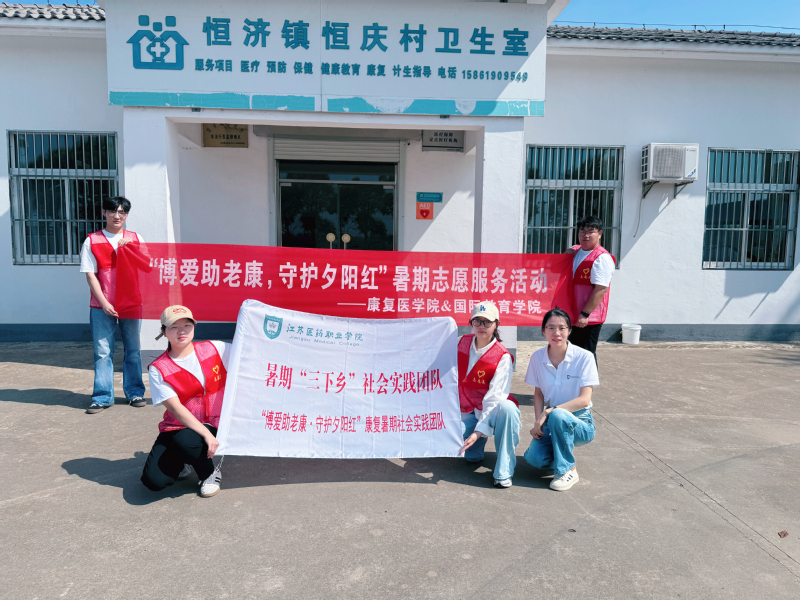 恒济镇恒庆村卫生室
服务项目 医疗 预防 保健 健康教育 康复 计生指导 电话 15861909549
“博爱助老康，守护夕阳红”暑期志愿服务活动
——康复医学院&国际教育学院
江苏医药职业学院
Jiangsu Medical College
暑期“三下乡”社会实践团队
“博爱助老康·守护夕阳红”康复暑期社会实践团队